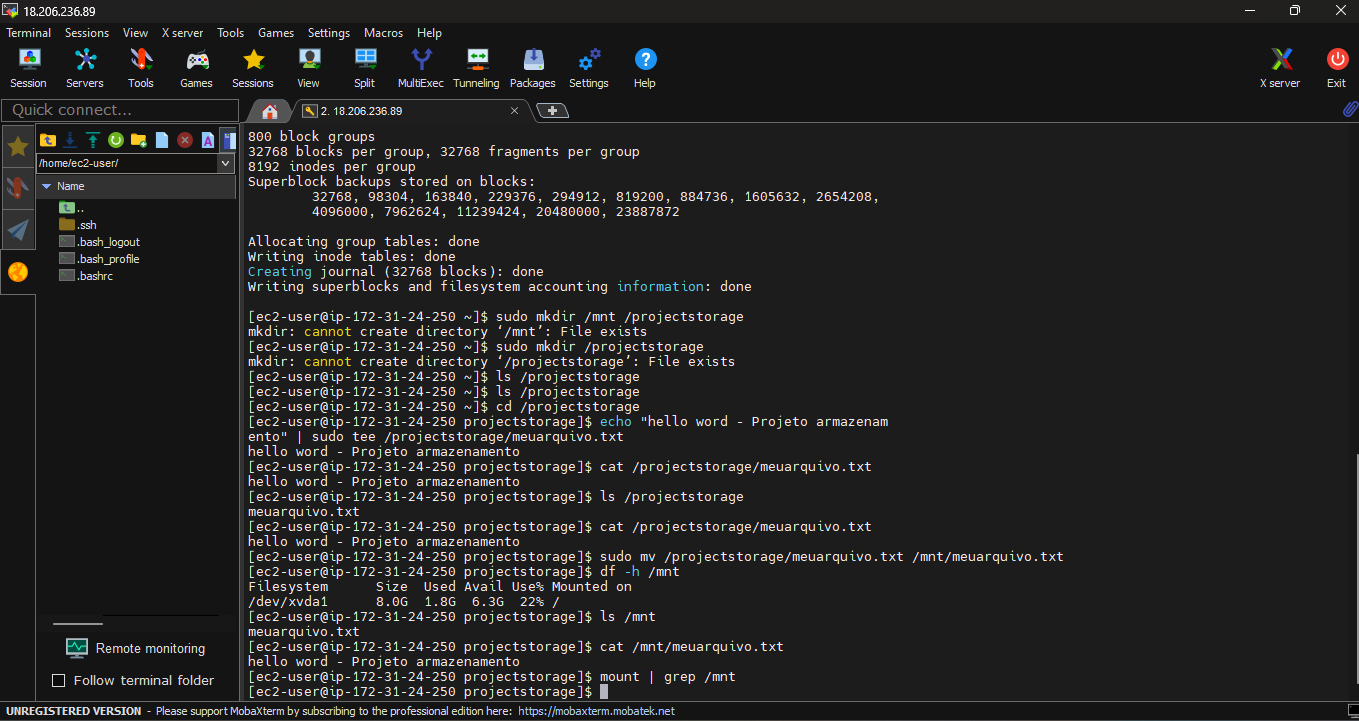 18.206.236.89
Terminal Sessions View X server Tools Games Settings Macros Help
Session Servers Tools Games Sessions View Split MultiExec Tunneling Packages Settings Help X server Exit
Quick connect...
2. 18.206.236.89
/home/ec2-user/
Name
..
.ssh
.bash_logout
.bash_profile
.bashrc
Remote monitoring
Follow terminal folder
800 block groups
32768 blocks per group, 32768 fragments per group
8192 inodes per group
Superblock backups stored on blocks:
32768, 98304, 163840, 229376, 294912, 819200, 884736, 1605632, 2654208,
4096000, 7962624, 11239424, 20480000, 23887872
Allocating group tables: done
Writing inode tables: done
Creating journal (32768 blocks): done
Writing superblocks and filesystem accounting information: done
[ec2-user@ip-172-31-24-250 ~]$ sudo mkdir /mnt /projectstorage
mkdir: cannot create directory ‘/mnt’: File exists
[ec2-user@ip-172-31-24-250 ~]$ sudo mkdir /projectstorage
mkdir: cannot create directory ‘/projectstorage’: File exists
[ec2-user@ip-172-31-24-250 ~]$ ls /projectstorage
[ec2-user@ip-172-31-24-250 ~]$ ls /projectstorage
[ec2-user@ip-172-31-24-250 ~]$ cd /projectstorage
[ec2-user@ip-172-31-24-250 projectstorage]$ echo "hello word - Projeto armazenam
ento" | sudo tee /projectstorage/meuarquivo.txt
hello word - Projeto armazenamento
[ec2-user@ip-172-31-24-250 projectstorage]$ cat /projectstorage/meuarquivo.txt
hello word - Projeto armazenamento
[ec2-user@ip-172-31-24-250 projectstorage]$ ls /projectstorage
meuarquivo.txt
[ec2-user@ip-172-31-24-250 projectstorage]$ cat /projectstorage/meuarquivo.txt
hello word - Projeto armazenamento
[ec2-user@ip-172-31-24-250 projectstorage]$ sudo mv /projectstorage/meuarquivo.txt /mnt/meuarquivo.txt
[ec2-user@ip-172-31-24-250 projectstorage]$ df -h /mnt
Filesystem Size Used Avail Use% Mounted on
/dev/xvda1 8.0G 1.8G 6.3G 22% /
[ec2-user@ip-172-31-24-250 projectstorage]$ ls /mnt
meuarquivo.txt
[ec2-user@ip-172-31-24-250 projectstorage]$ cat /mnt/meuarquivo.txt
hello word - Projeto armazenamento
[ec2-user@ip-172-31-24-250 projectstorage]$ mount | grep /mnt
[ec2-user@ip-172-31-24-250 projectstorage]$
UNREGISTERED VERSION - Please support MobaXterm by subscribing to the professional edition here: https://mobaxterm.mobatek.net